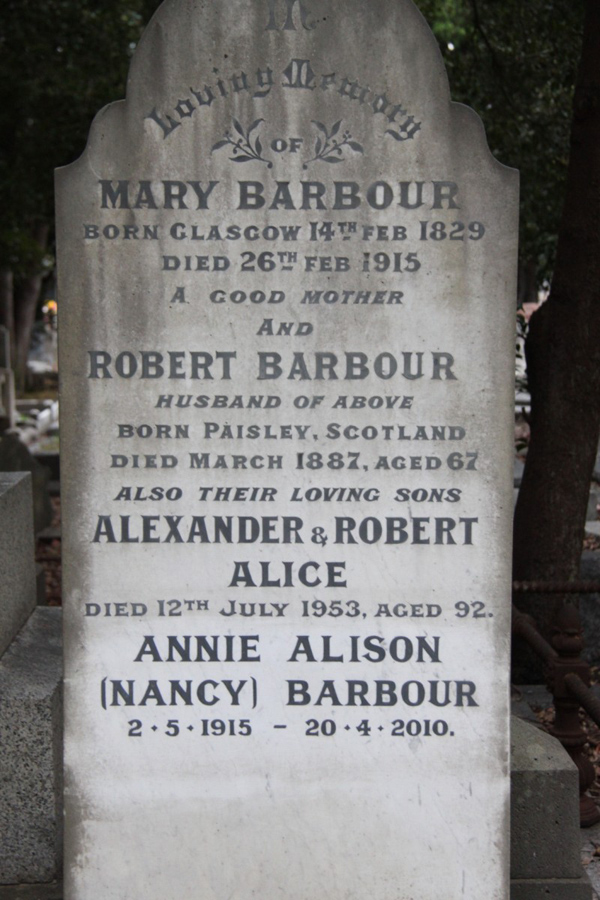 In
Loving Memory
OF
MARY BARBOUR
BORN GLASGOW 14TH FEB 1829
DIED 26TH FEB 1915
A GOOD MOTHER
AND
ROBERT BARBOUR
HUSBAND OF ABOVE
BORN PAISLEY, SCOTLAND
DIED MARCH 1887, AGED 67
ALSO THEIR LOVING SONS
ALEXANDER & ROBERT
ALICE
DIED 12TH JULY 1953, AGED 92.
ANNIE ALISON
(NANCY) BARBOUR
2·5·1915 – 20·4·2010.